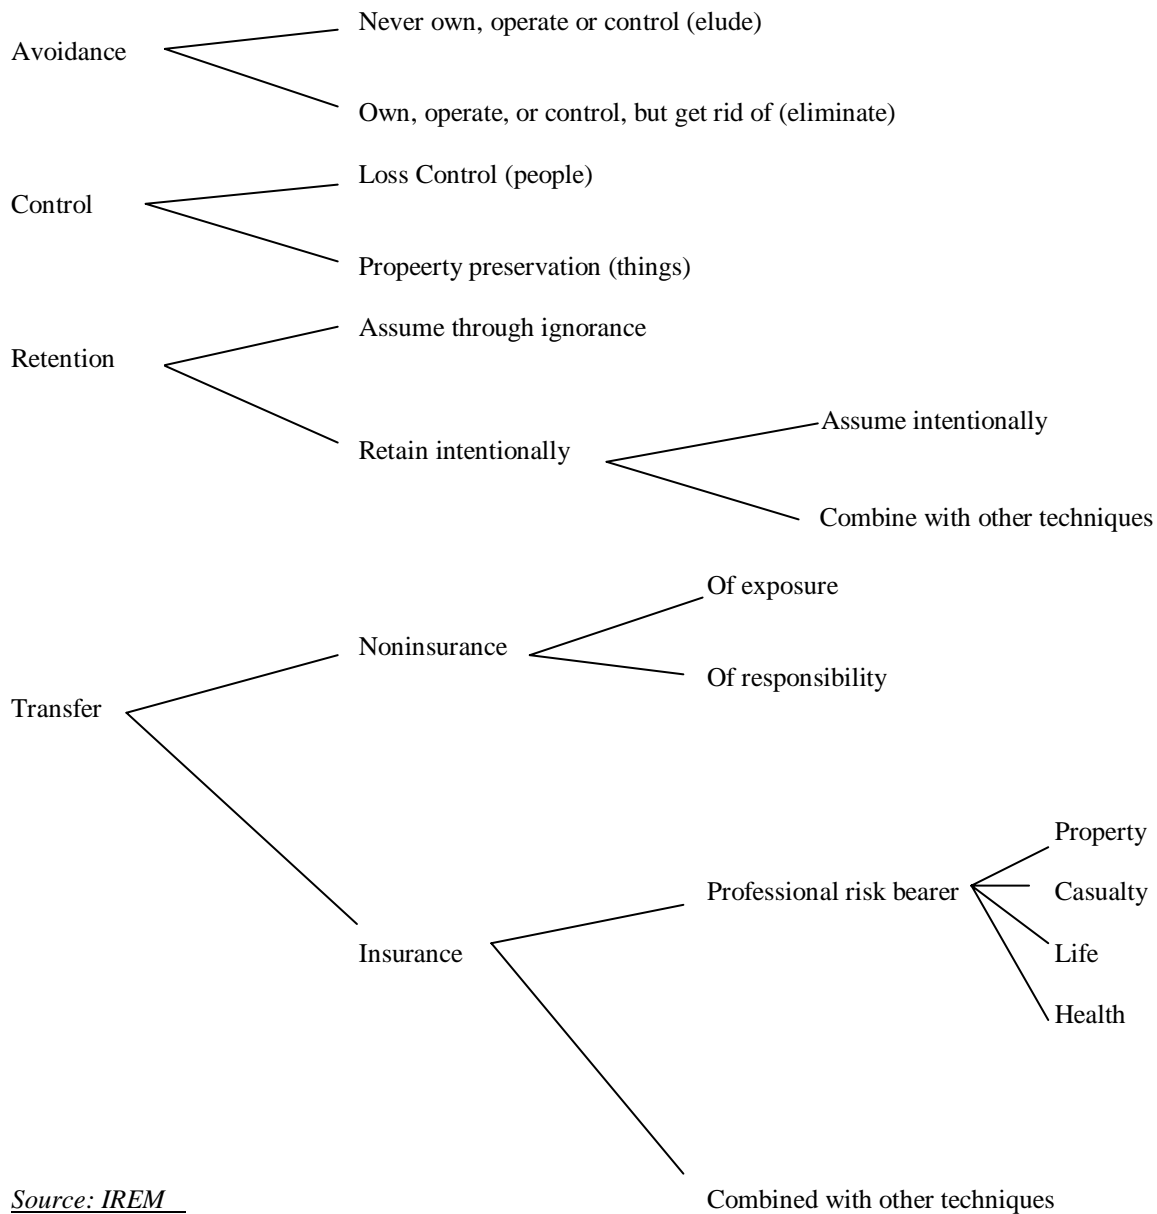 Never own, operate or control (elude)
Avoidance
Own, operate, or control, but get rid of (eliminate)
Loss Control (people)
Control
Propeerty preservation (things)
Assume through ignorance
Retention
Assume intentionally
Retain intentionally
Combine with other techniques
Of exposure
Noninsurance
Of responsibility
Transfer
Property
Professional risk bearer
Casualty
Insurance
Life
Health
Source: IREM
Combined with other techniques